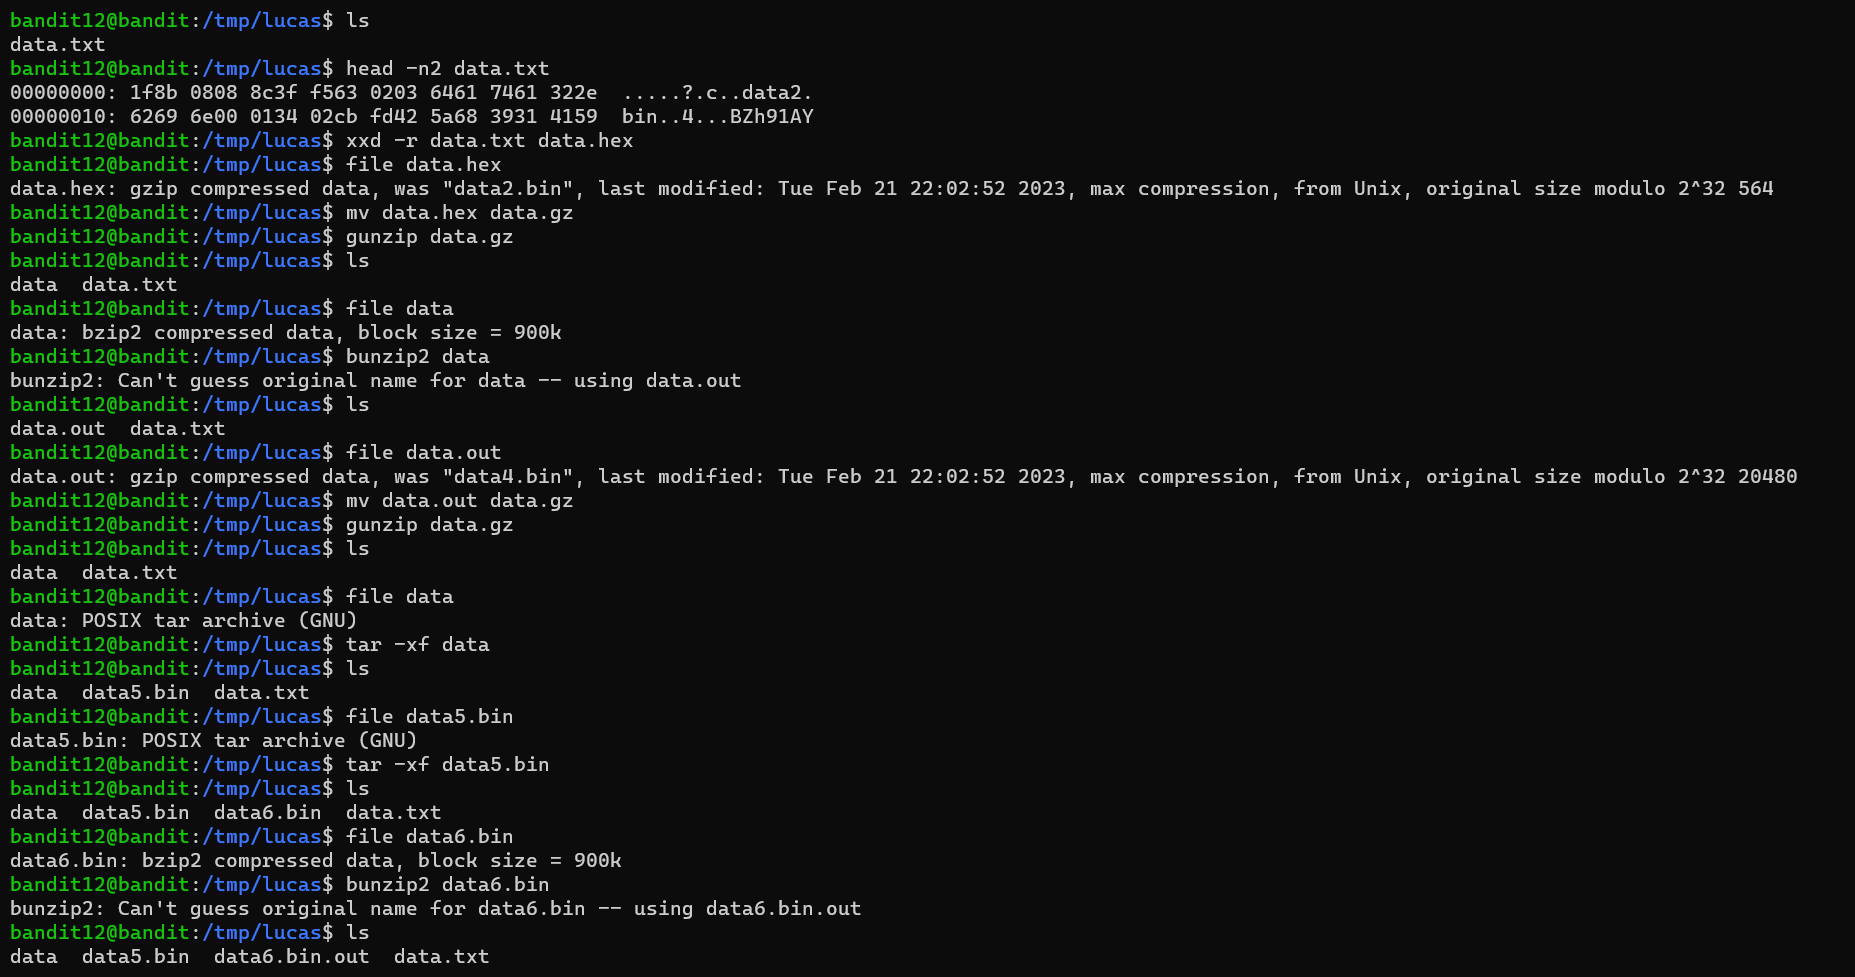 bandit12@bandit:/tmp/lucas$ ls
data.txt
bandit12@bandit:/tmp/lucas$ head -n2 data.txt
00000000: 1f8b 0808 8c3f f563 0203 6461 7461 322e  .....?.c..data2.
00000010: 6269 6e00 0134 02cb fd42 5a68 3931 4159  bin..4...BZh91AY
bandit12@bandit:/tmp/lucas$ xxd -r data.txt data.hex
bandit12@bandit:/tmp/lucas$ file data.hex
data.hex: gzip compressed data, was "data2.bin", last modified: Tue Feb 21 22:02:52 2023, max compression, from Unix, original size modulo 2^32 564
bandit12@bandit:/tmp/lucas$ mv data.hex data.gz
bandit12@bandit:/tmp/lucas$ gunzip data.gz
bandit12@bandit:/tmp/lucas$ ls
data  data.txt
bandit12@bandit:/tmp/lucas$ file data
data: bzip2 compressed data, block size = 900k
bandit12@bandit:/tmp/lucas$ bunzip2 data
bunzip2: Can't guess original name for data -- using data.out
bandit12@bandit:/tmp/lucas$ ls
data.out  data.txt
bandit12@bandit:/tmp/lucas$ file data.out
data.out: gzip compressed data, was "data4.bin", last modified: Tue Feb 21 22:02:52 2023, max compression, from Unix, original size modulo 2^32 20480
bandit12@bandit:/tmp/lucas$ mv data.out data.gz
bandit12@bandit:/tmp/lucas$ gunzip data.gz
bandit12@bandit:/tmp/lucas$ ls
data  data.txt
bandit12@bandit:/tmp/lucas$ file data
data: POSIX tar archive (GNU)
bandit12@bandit:/tmp/lucas$ tar -xf data
bandit12@bandit:/tmp/lucas$ ls
data  data5.bin  data.txt
bandit12@bandit:/tmp/lucas$ file data5.bin
data5.bin: POSIX tar archive (GNU)
bandit12@bandit:/tmp/lucas$ tar -xf data5.bin
bandit12@bandit:/tmp/lucas$ ls
data  data5.bin  data6.bin  data.txt
bandit12@bandit:/tmp/lucas$ file data6.bin
data6.bin: bzip2 compressed data, block size = 900k
bandit12@bandit:/tmp/lucas$ bunzip2 data6.bin
bunzip2: Can't guess original name for data6.bin -- using data6.bin.out
bandit12@bandit:/tmp/lucas$ ls
data  data5.bin  data6.bin.out  data.txt